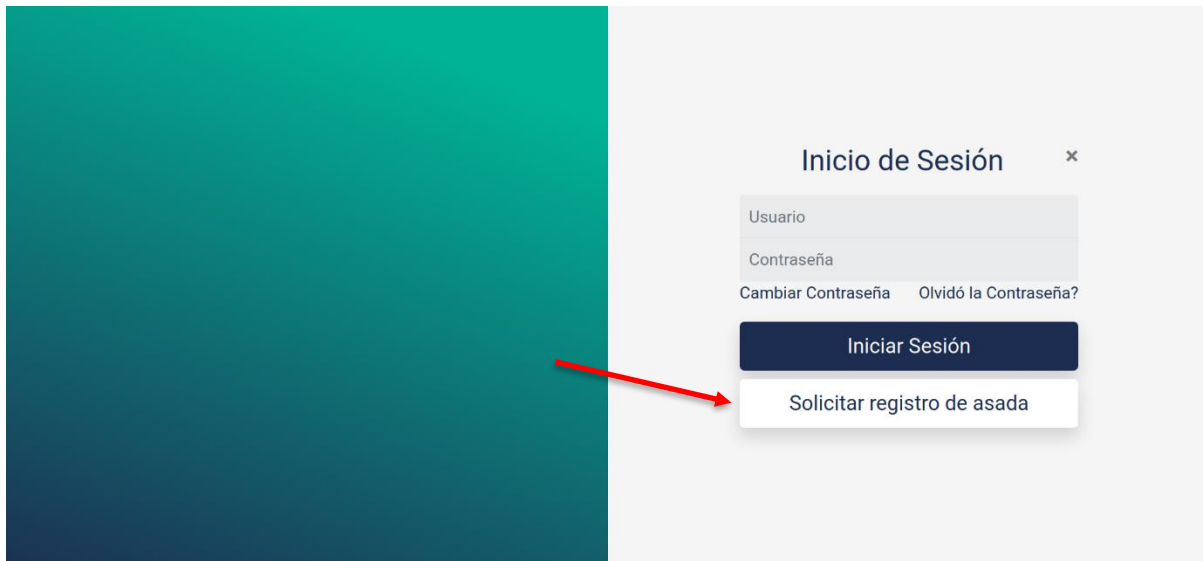 Inicio de Sesión ×
Usuario
Contraseña
Cambiar Contraseña Olvidó la Contraseña?
Iniciar Sesión
Solicitar registro de asada